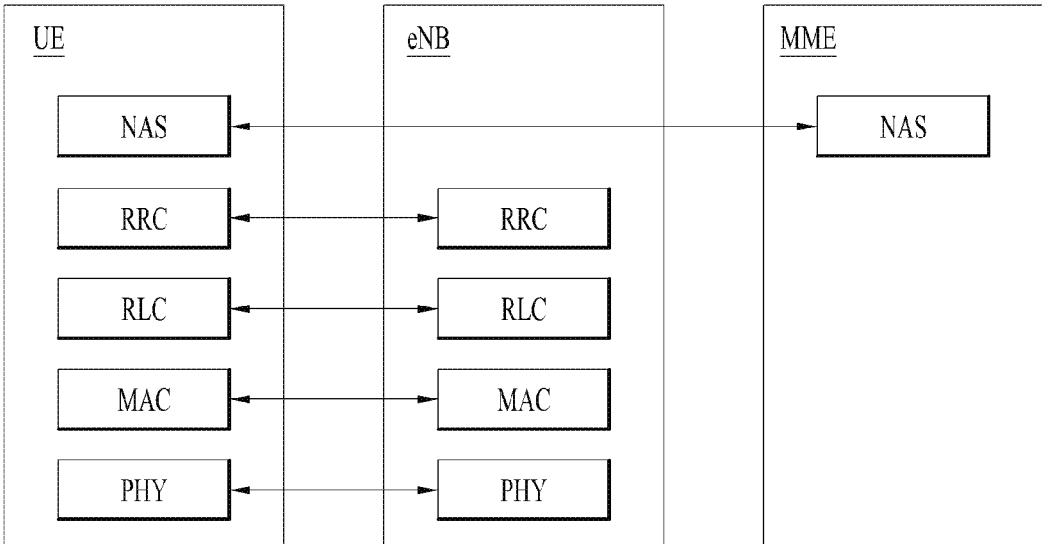 UE eNB MME
NAS NAS
RRC RRC
RLC RLC
MAC MAC
PHY PHY